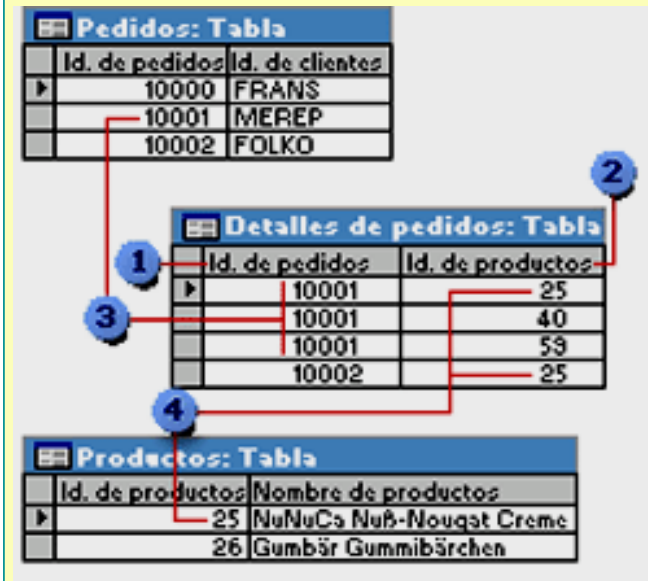 Pedidos: Tabla
Id. de pedidos Id. de clientes
10000 FRANS
10001 MEREP
10002 FOLKO
2
Detalles de pedidos: Tabla
1
Id. de pedidos Id. de productos
10001 25
3
10001 40
10001 59
10002 25
4
Productos: Tabla
Id. de productos Nombre de productos
25 NuNuCa Nuß-Nougat Creme
26 Gumbär Gummibärchen